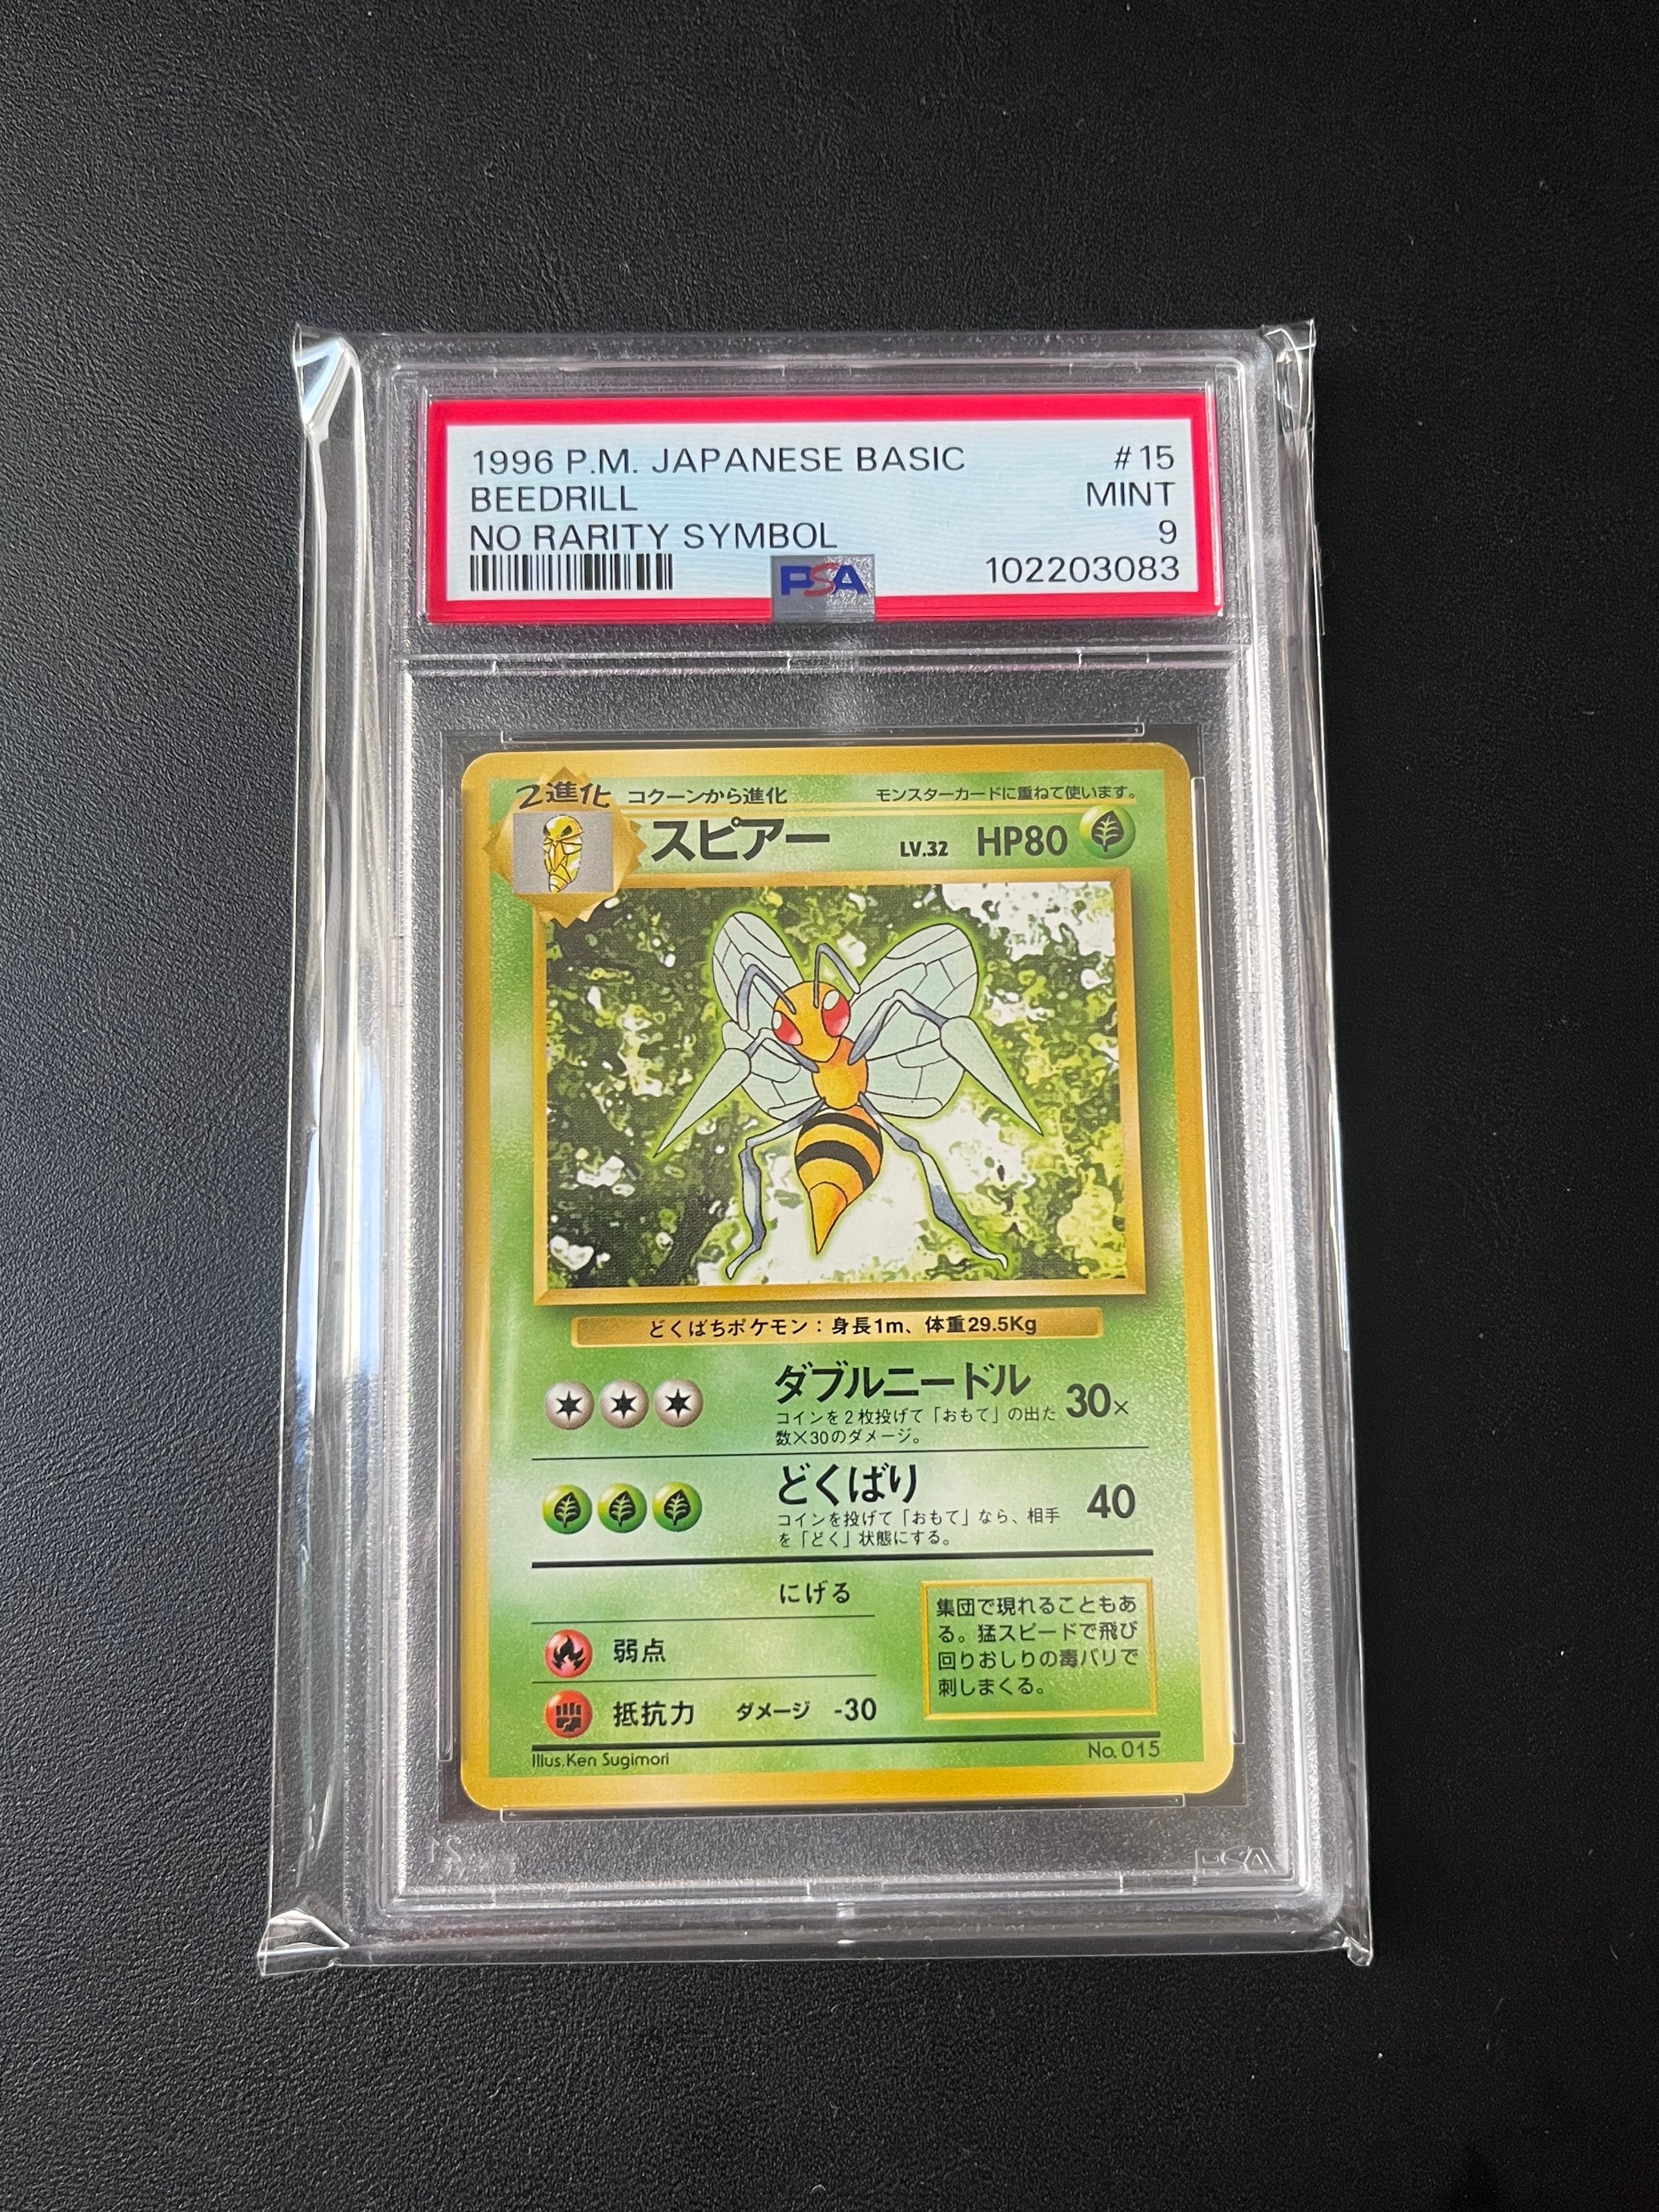 1996 P.M. JAPANESE BASIC #15
BEEDRILL MINT
NO RARITY SYMBOL 9
PSA 102203083
2進化 コクーンから進化 モンスターカードに重ねて使います。
スピアー LV.32 HP80
どくばちポケモン：身長1m、体重29.5Kg
ダブルニードル 30×
コインを2枚投げて「おもて」の出た
数×30のダメージ。
どくばり 40
コインを投げて「おもて」なら、相手
を「どく」状態にする。
にげる
弱点
抵抗力 ダメージ -30
集団で現れることもあ
る。猛スピードで飛び
回りおしりの毒バリで
刺しまくる。
Illus.Ken Sugimori No.015
PSA